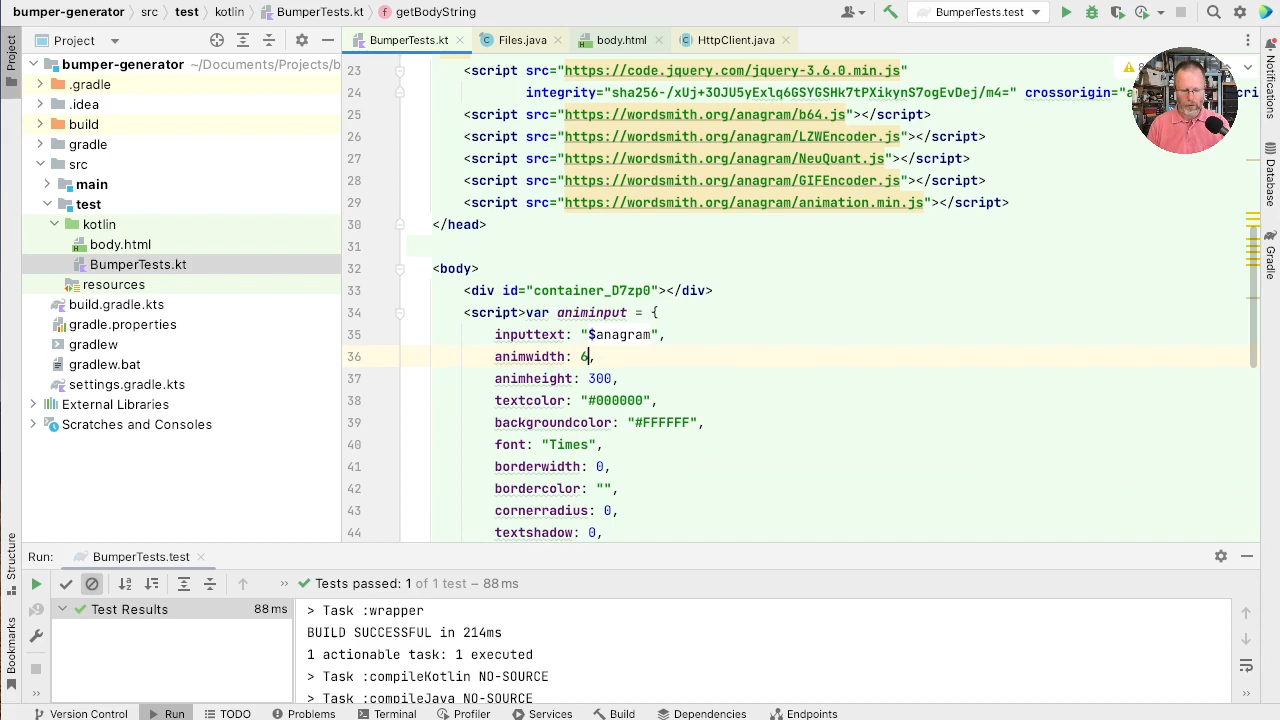 bumper-generator
src
test
kotlin
BumperTests.kt
getBodyString
BumperTests.test
Project
Project
BumperTests.kt
Files.java
body.html
HttpClient.java
bumper-generator ~/Documents/Projects/b
.gradle
.idea
build
gradle
src
main
test
kotlin
body.html
BumperTests.kt
resources
build.gradle.kts
gradle.properties
gradlew
gradlew.bat
settings.gradle.kts
External Libraries
Scratches and Consoles
23 <script src="https://code.jquery.com/jquery-3.6.0.min.js"
24 integrity="sha256-/xUj+3OJU5yExlq6GSYGSHk7tPXikynS7ogEvDej/m4=" crossorigin="a
25 <script src="https://wordsmith.org/anagram/b64.js"></script>
26 <script src="https://wordsmith.org/anagram/LZWEncoder.js"></script>
27 <script src="https://wordsmith.org/anagram/NeuQuant.js"></script>
28 <script src="https://wordsmith.org/anagram/GIFEncoder.js"></script>
29 <script src="https://wordsmith.org/anagram/animation.min.js"></script>
30 </head>
31
32 <body>
33 <div id="container_D7zp0"></div>
34 <script>var animinput = {
35 inputtext: "$anagram",
36 animwidth: 6,
37 animheight: 300,
38 textcolor: "#000000",
39 backgroundcolor: "#FFFFFF",
40 font: "Times",
41 borderwidth: 0,
42 bordercolor: "",
43 cornerradius: 0,
44 textshadow: 0,
Notifications
Database
Gradle
Structure
Bookmarks
Run:
BumperTests.test
Tests passed: 1 of 1 test – 88 ms
Test Results 88 ms
> Task :wrapper
BUILD SUCCESSFUL in 214ms
1 actionable task: 1 executed
> Task :compileKotlin NO-SOURCE
> Task :compileJava NO-SOURCE
Version Control
Run
TODO
Problems
Terminal
Profiler
Services
Build
Dependencies
Endpoints